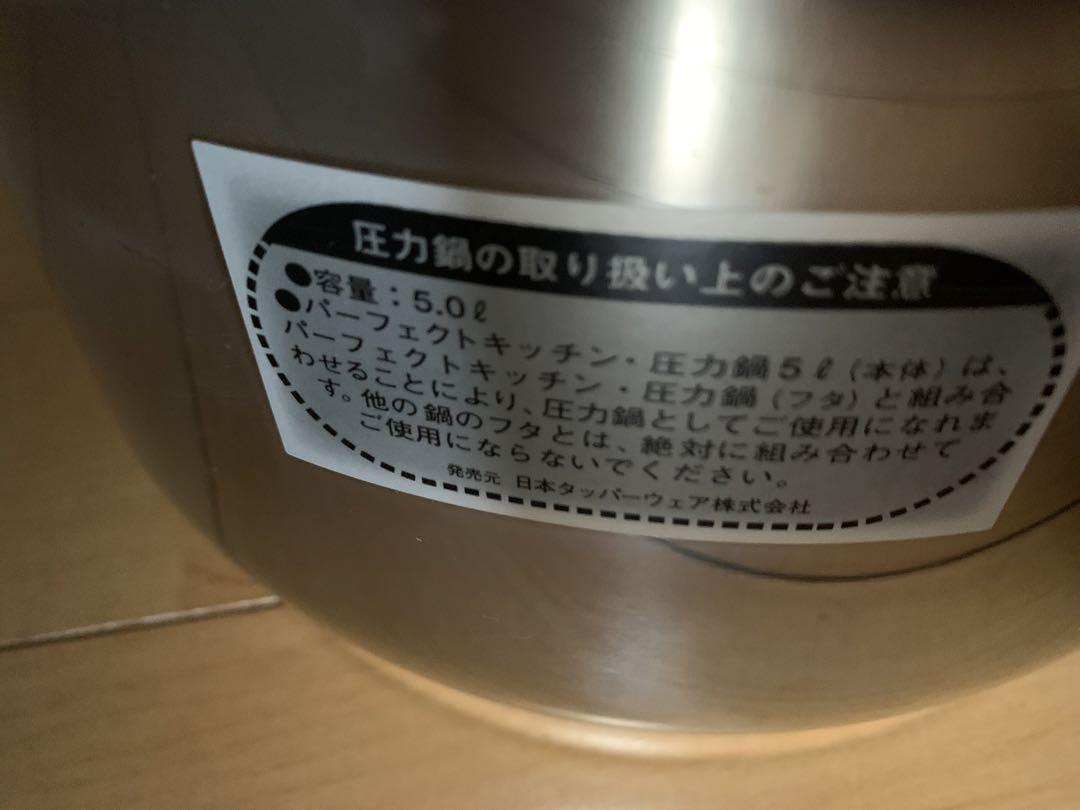 圧力鍋の取り扱い上のご注意
●容量：5.0ℓ
●パーフェクトキッチン・圧力鍋5ℓ（本体）は、
パーフェクトキッチン・圧力鍋（フタ）と組み合
わせることにより、圧力鍋としてご使用になれま
す。他の鍋のフタとは、絶対に組み合わせて
ご使用にならないでください。
発売元 日本タッパーウェア株式会社